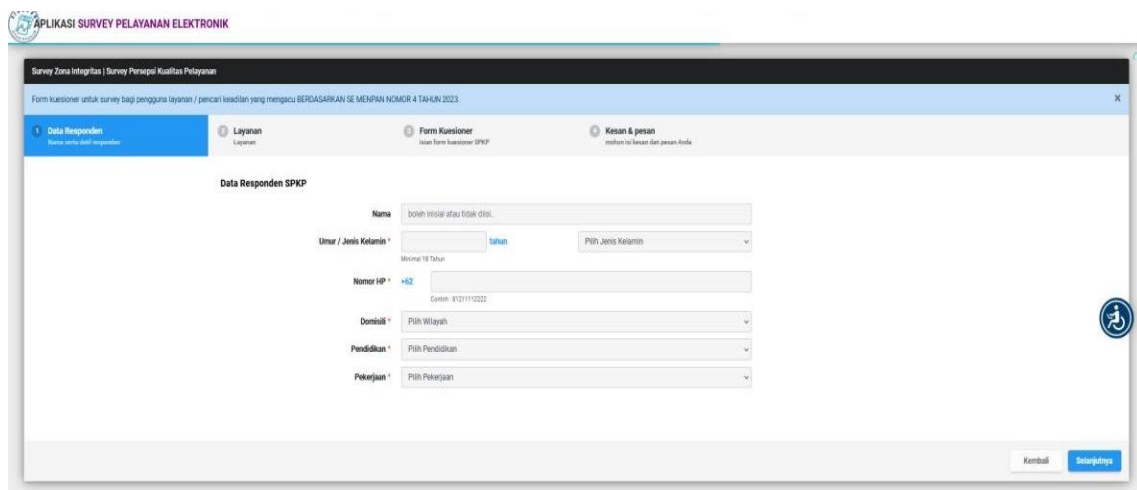 APLIKASI SURVEY PELAYANAN ELEKTRONIK
Survey Zona Integritas | Survey Persepsi Kualitas Pelayanan
Form kuesioner untuk survey bagi pengguna layanan / pencari keadilan yang mengacu BERDASARKAN SE MENPAN NOMOR 4 TAHUN 2023
x
1 Data Responden
Nama serta detil responden
2 Layanan
Layanan
3 Form Kuesioner
Isian form kuesioner SPKP
4 Kesan & pesan
mohon isi kesan dan pesan Anda
Data Responden SPKP
Nama boleh inisial atau tidak diisi.
Umur / Jenis Kelamin * tahun Pilih Jenis Kelamin
Minimal 18 Tahun
Nomor HP * +62
Contoh : 81211112222
Domisili * Pilih Wilayah
Pendidikan * Pilih Pendidikan
Pekerjaan * Pilih Pekerjaan
Kembali Selanjutnya